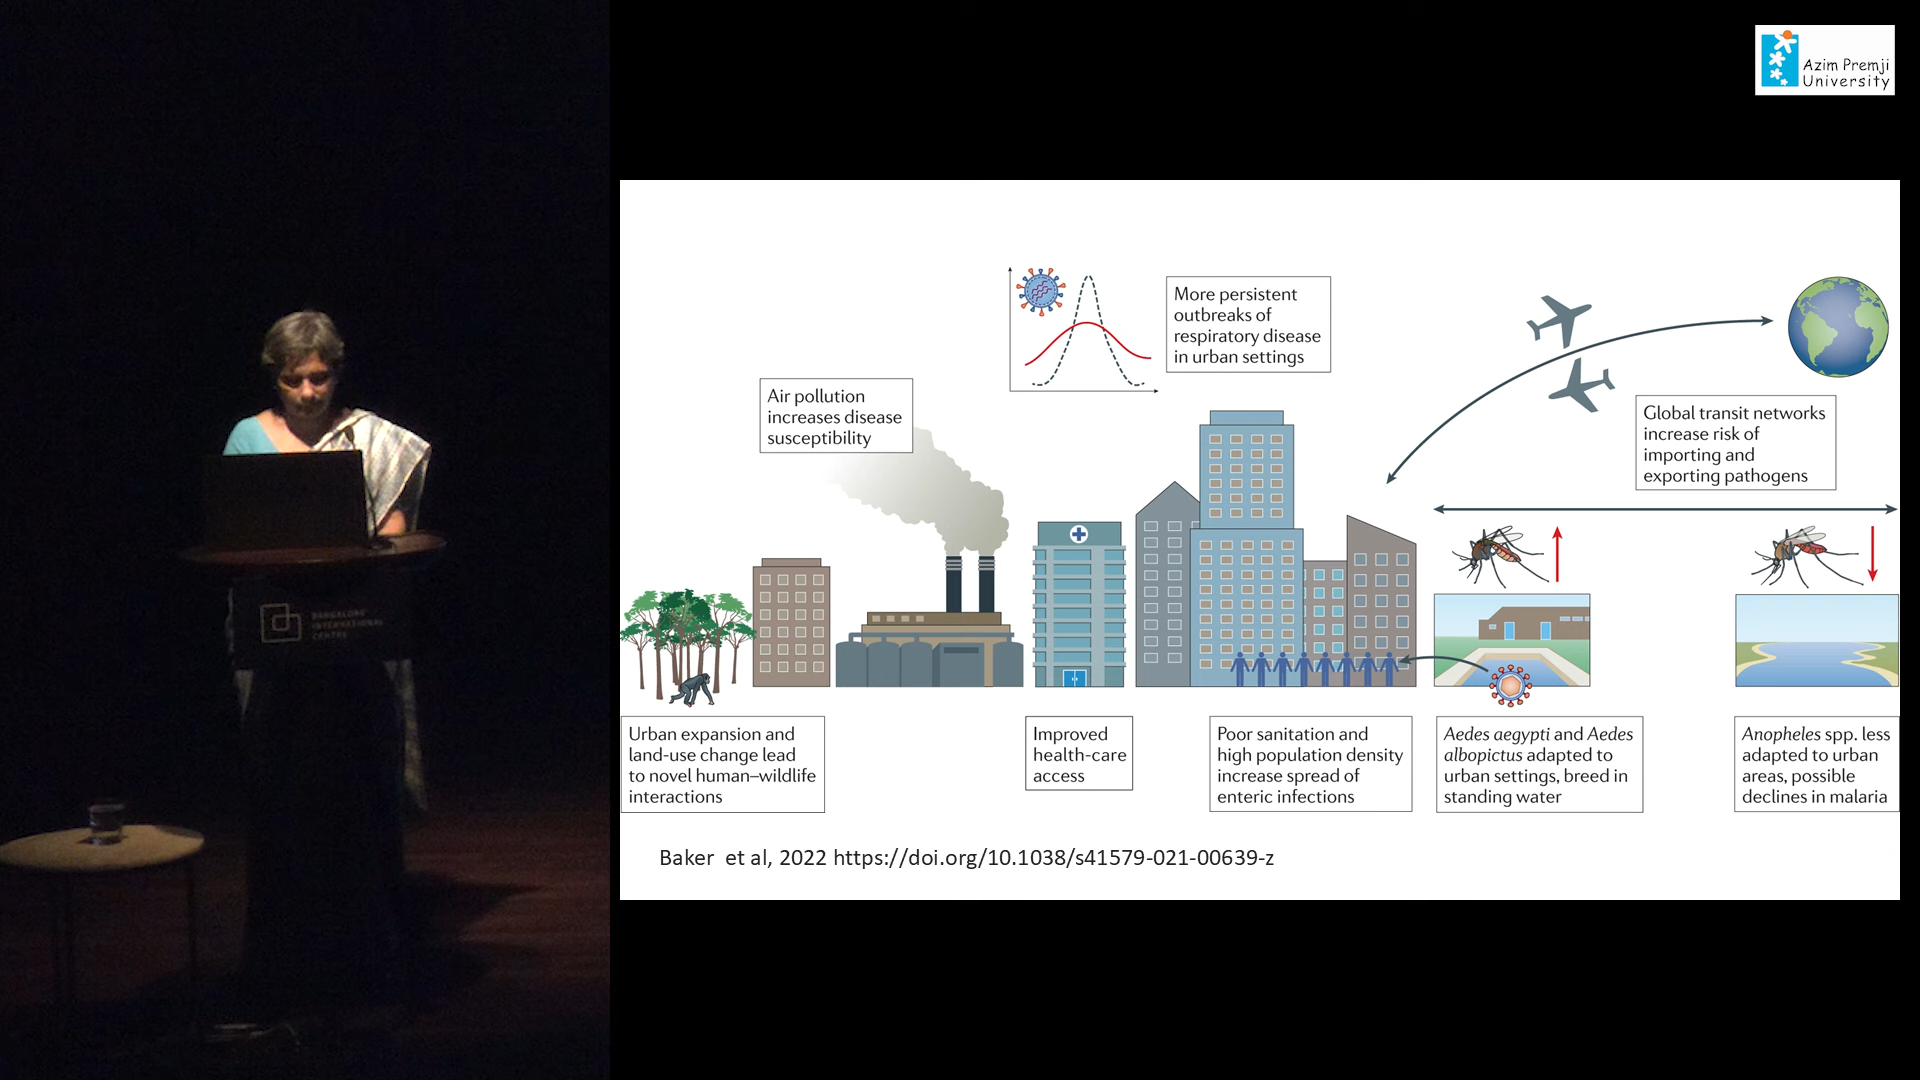 Azim Premji
University
More persistent
outbreaks of
respiratory disease
in urban settings
Air pollution
increases disease
susceptibility
Global transit networks
increase risk of
importing and
exporting pathogens
Urban expansion and
land-use change lead
to novel human–wildlife
interactions
Improved
health-care
access
Poor sanitation and
high population density
increase spread of
enteric infections
Aedes aegypti and Aedes
albopictus adapted to
urban settings, breed in
standing water
Anopheles spp. less
adapted to urban
areas, possible
declines in malaria
Baker  et al, 2022 https://doi.org/10.1038/s41579-021-00639-z
BANGALORE
INTERNATIONAL
CENTRE